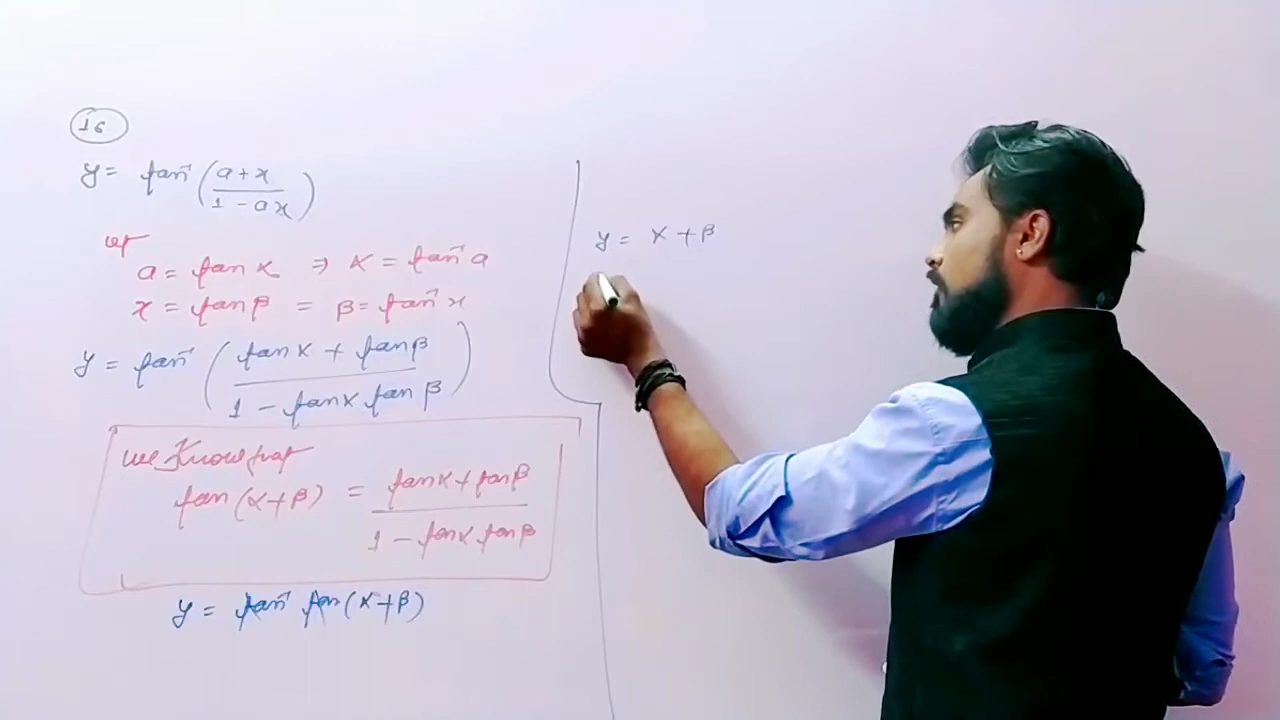 16
y = tan⁻¹ (a + x / 1 - ax)
let
a = tan α ⇒ α = tan⁻¹ a
x = tan β = β = tan⁻¹ x
y = tan⁻¹ (tan α + tan β / 1 - tan α tan β)
we Know that
tan (α + β) = tan α + tan β / 1 - tan α tan β
y = tan⁻¹ tan (α + β)
y = α + β